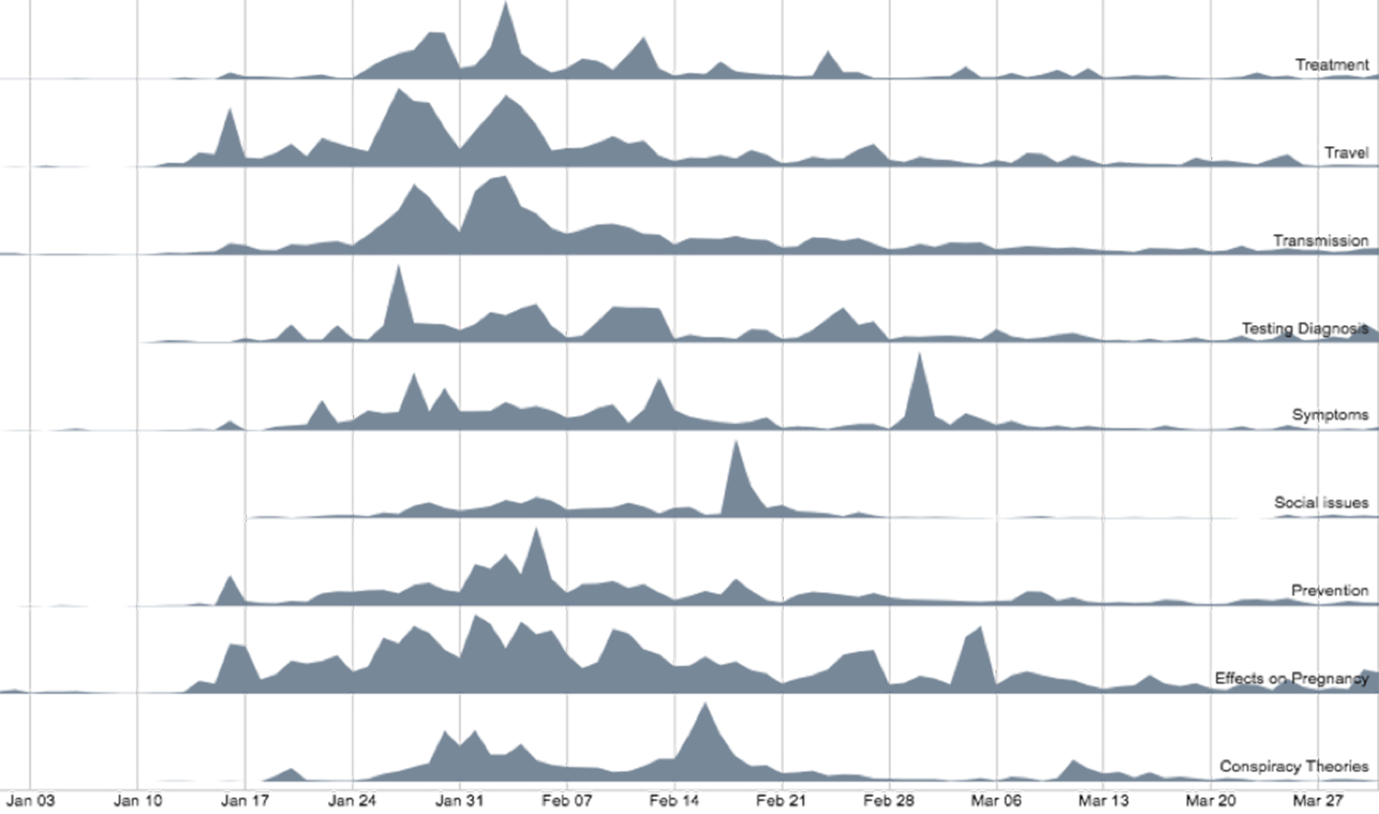 Treatment
Travel
Transmission
Testing Diagnosis
Symptoms
Social issues
Prevention
Effects on Pregnancy
Conspiracy Theories
Jan 03 Jan 10 Jan 17 Jan 24 Jan 31 Feb 07 Feb 14 Feb 21 Feb 28 Mar 06 Mar 13 Mar 20 Mar 27